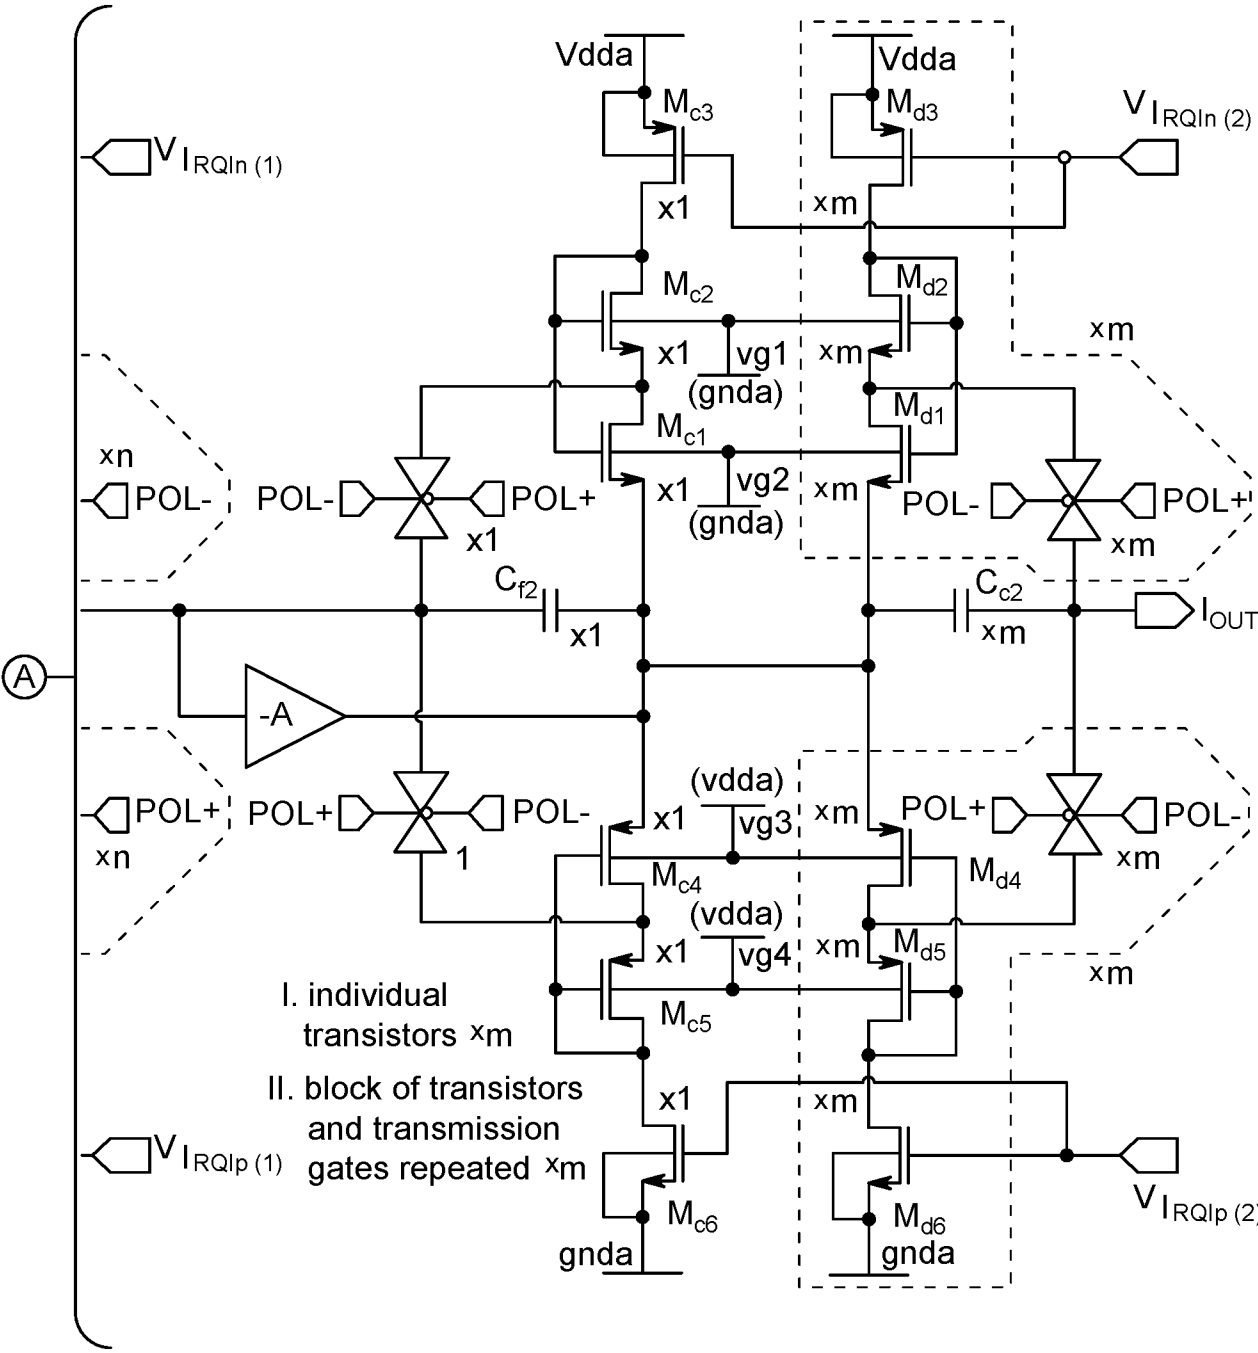 Vdda
Vdda
Mc3
Md3
VIRQIn (2)
VIRQIn (1)
x1
xm
Mc2
Md2
x1
vg1
xm
xm
(gnda)
Mc1
Md1
xn
POL-
POL-
POL+
x1
vg2
xm
POL-
POL+
(gnda)
x1
xm
Cf2
Cc2
x1
xm
IOUT
A
-A
(vdda)
x1
vg3
xm
POL+
POL-
POL+
POL+
POL-
xn
1
Mc4
Md4
xm
(vdda)
x1
vg4
xm
Md5
xm
I. individual
transistors xm
Mc5
II. block of transistors
and transmission
gates repeated xm
x1
xm
VIRQIp (1)
Mc6
Md6
VIRQIp (2)
gnda
gnda